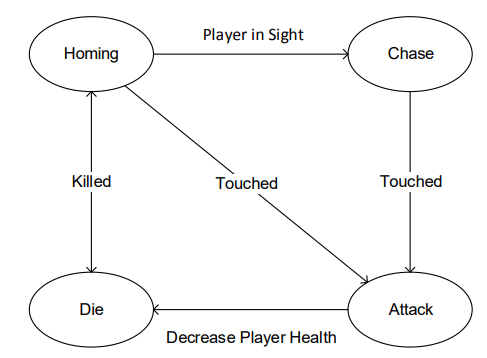 Player in Sight
Homing
Chase
Killed
Touched
Touched
Die
Attack
Decrease Player Health